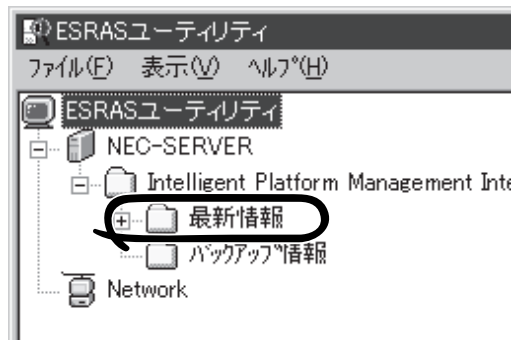 ESRASユーティリティ
ファイル(F) 表示(V) ヘルプ(H)
ESRASユーティリティ
NEC-SERVER
Intelligent Platform Management Inte
最新情報
バックアップ情報
Network